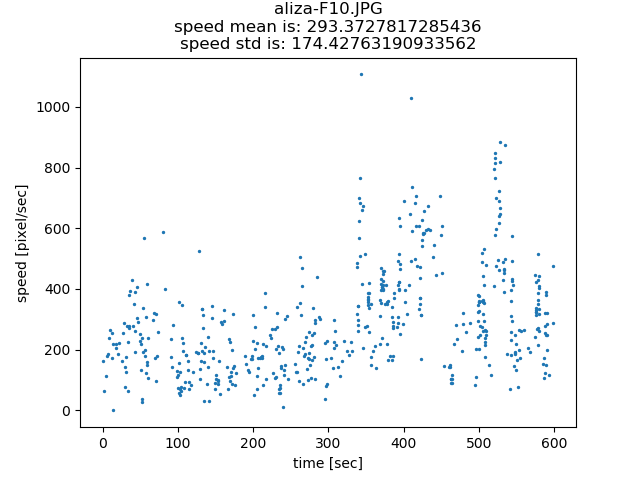 aliza-F10.JPG
speed mean is: 293.3727817285436
speed std is: 174.42763190933562
1000
800
600
400
200
0
speed [pixel/sec]
0 100 200 300 400 500 600
time [sec]